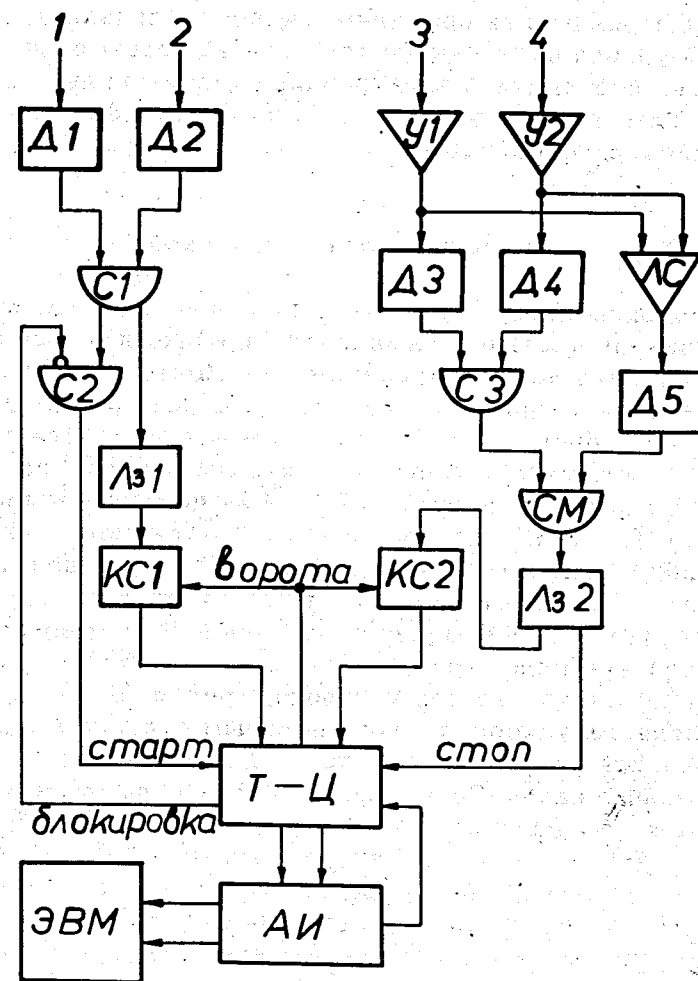 1 2 3 4
Д1 Д2 У1 У2
С1 Д3 Д4 ЛС
С2 С3 Д5
Лз1 СМ
КС1 ворота КС2 Лз2
старт стоп
Т-Ц
блокировка
ЭВМ АИ